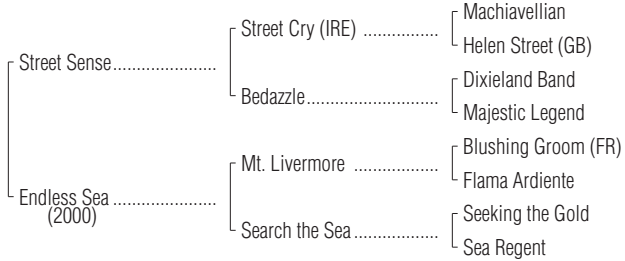 Machiavellian
Street Cry (IRE) ..................
Helen Street (GB)
Street Sense.........................
Dixieland Band
Bedazzle................................
Majestic Legend
Blushing Groom (FR)
Mt. Livermore ....................
Flama Ardiente
Endless Sea .........................
(2000)
Seeking the Gold
Search the Sea.....................
Sea Regent